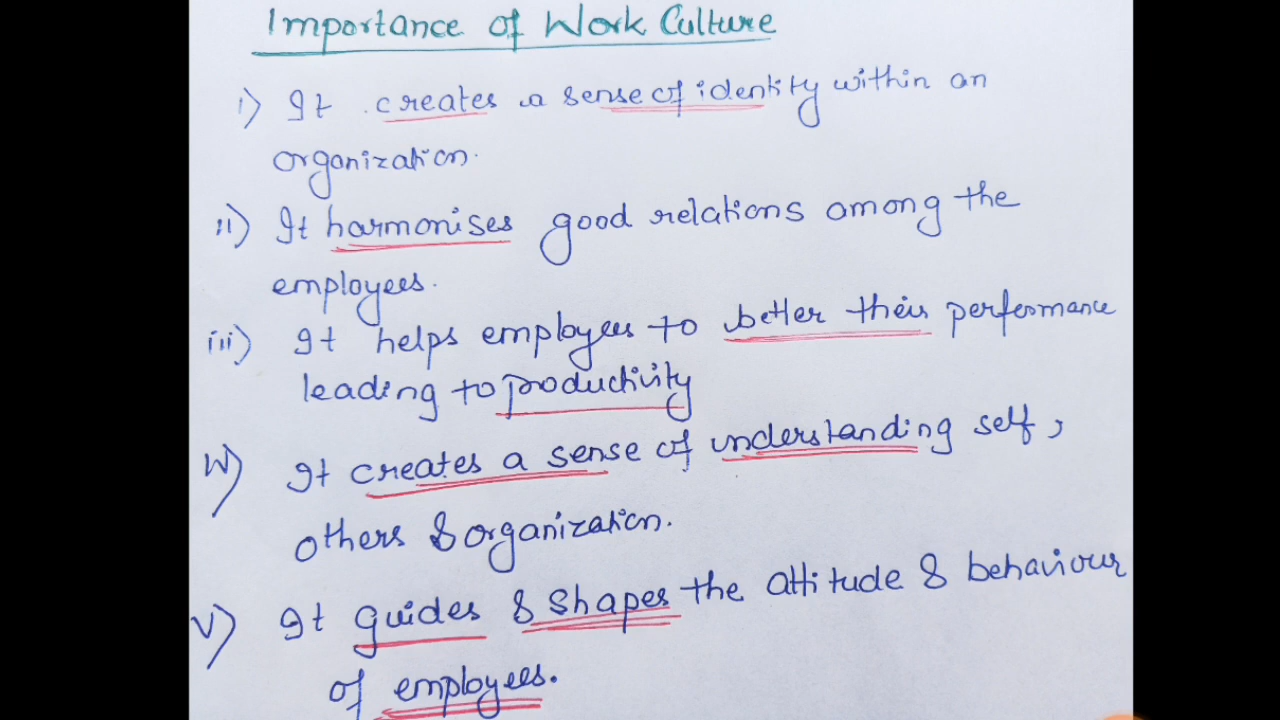 Importance of Work Culture
i) It creates a sense of identity within an
organization.
ii) It harmonises good relations among the
employees.
iii) It helps employees to better their performance
leading to productivity
iv) It creates a sense of understanding self,
others & organization.
v) It guides & shapes the attitude & behaviour
of employees.